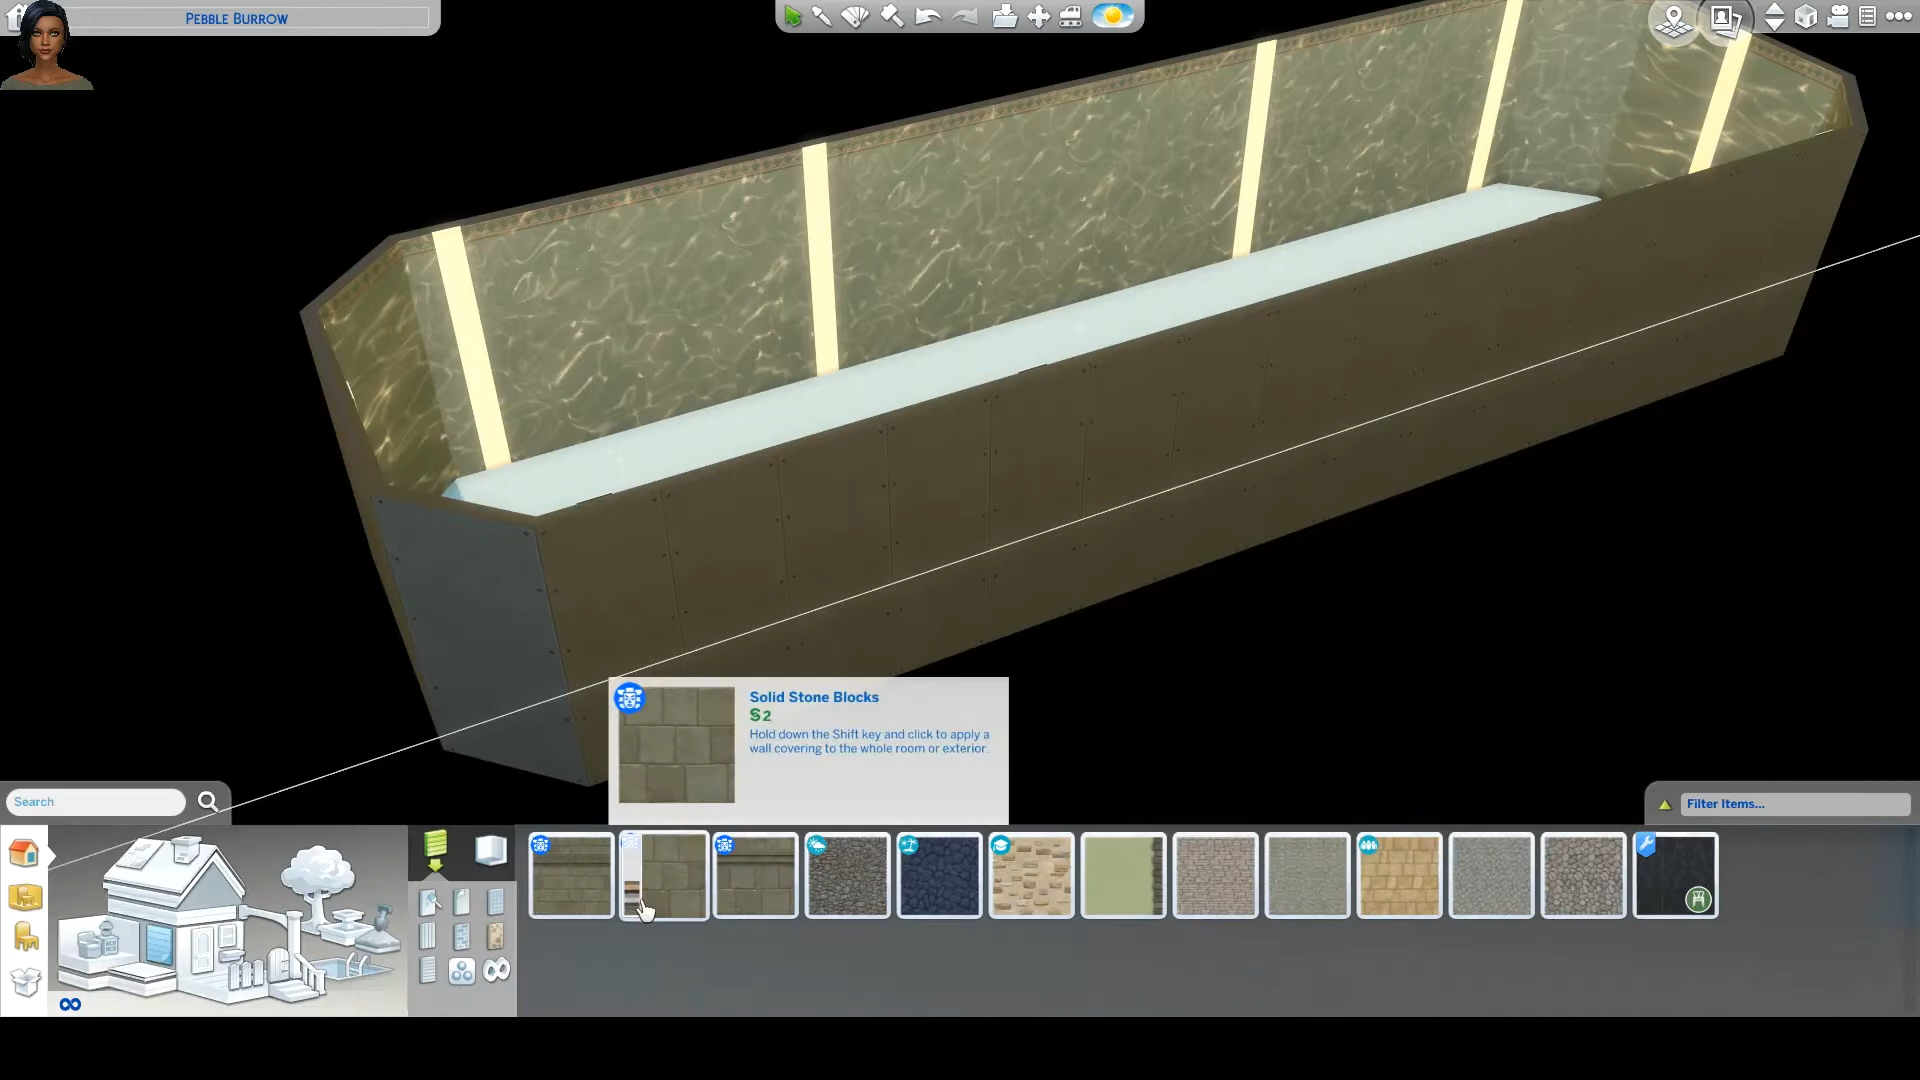 Pebble Burrow
Solid Stone Blocks
§2
Hold down the Shift key and click to apply a
wall covering to the whole room or exterior.
Search
Filter Items...